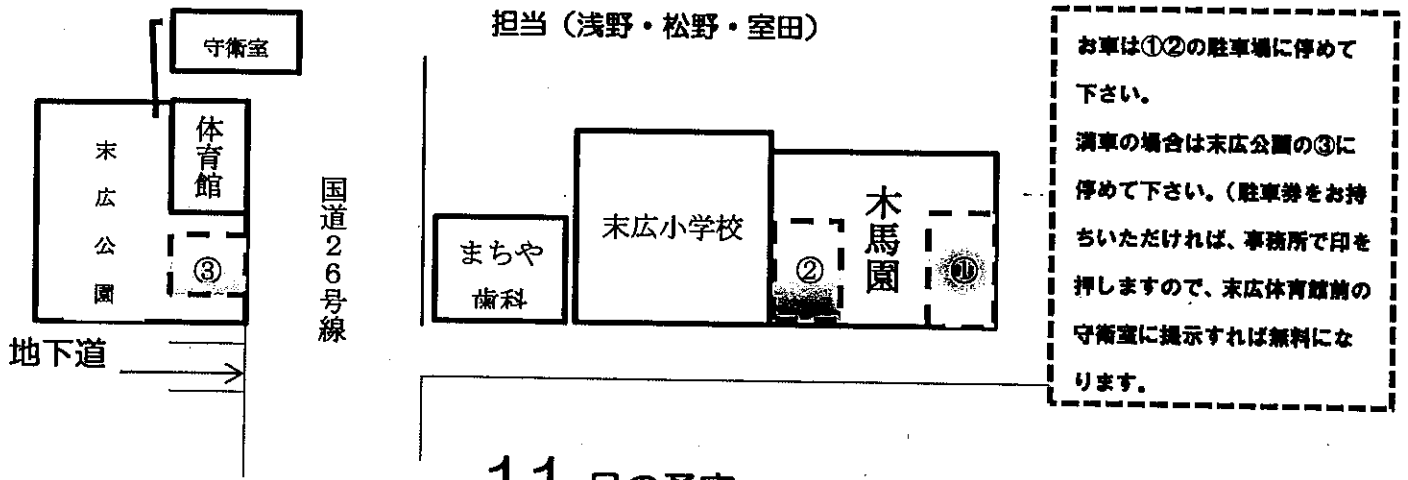 担当（浅野・松野・室田）
守衛室
体育館
末広公園
③
地下道
国道26号線
まちや
歯科
末広小学校
②
木馬園
①
お車は①②の駐車場に停めて
下さい。
満車の場合は末広公園の③に
停めて下さい。（駐車券をお持
ちいただければ、事務所で印を
押しますので、末広体育館前の
守衛室に提示すれば無料にな
ります。
11月の予定